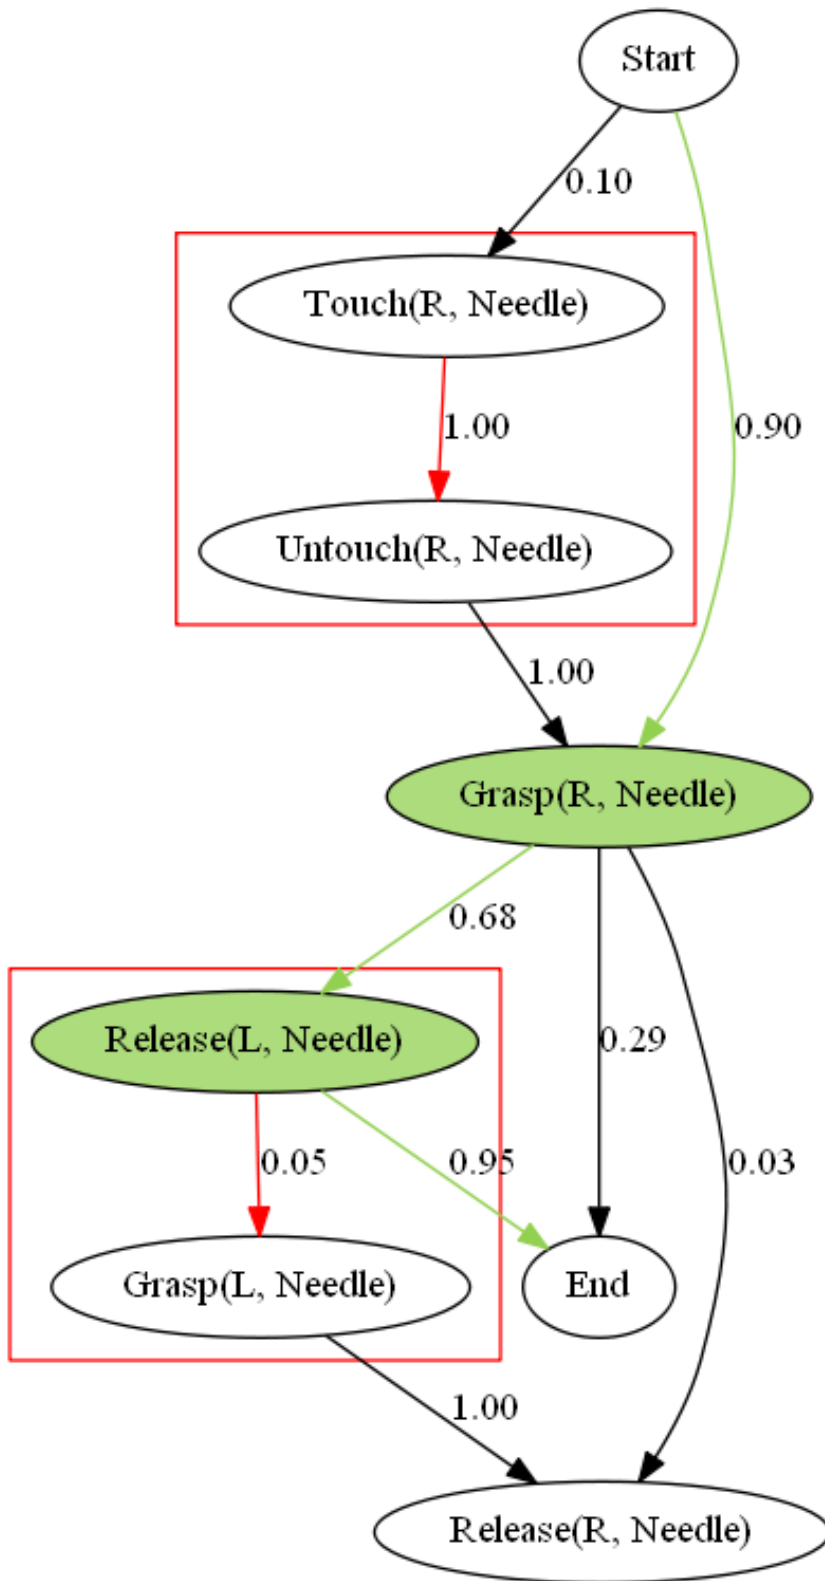 Start
0.10
Touch(R, Needle)
1.00
0.90
Untouch(R, Needle)
1.00
Grasp(R, Needle)
0.68
Release(L, Needle)
0.29
0.05
0.95
0.03
Grasp(L, Needle)
End
1.00
Release(R, Needle)